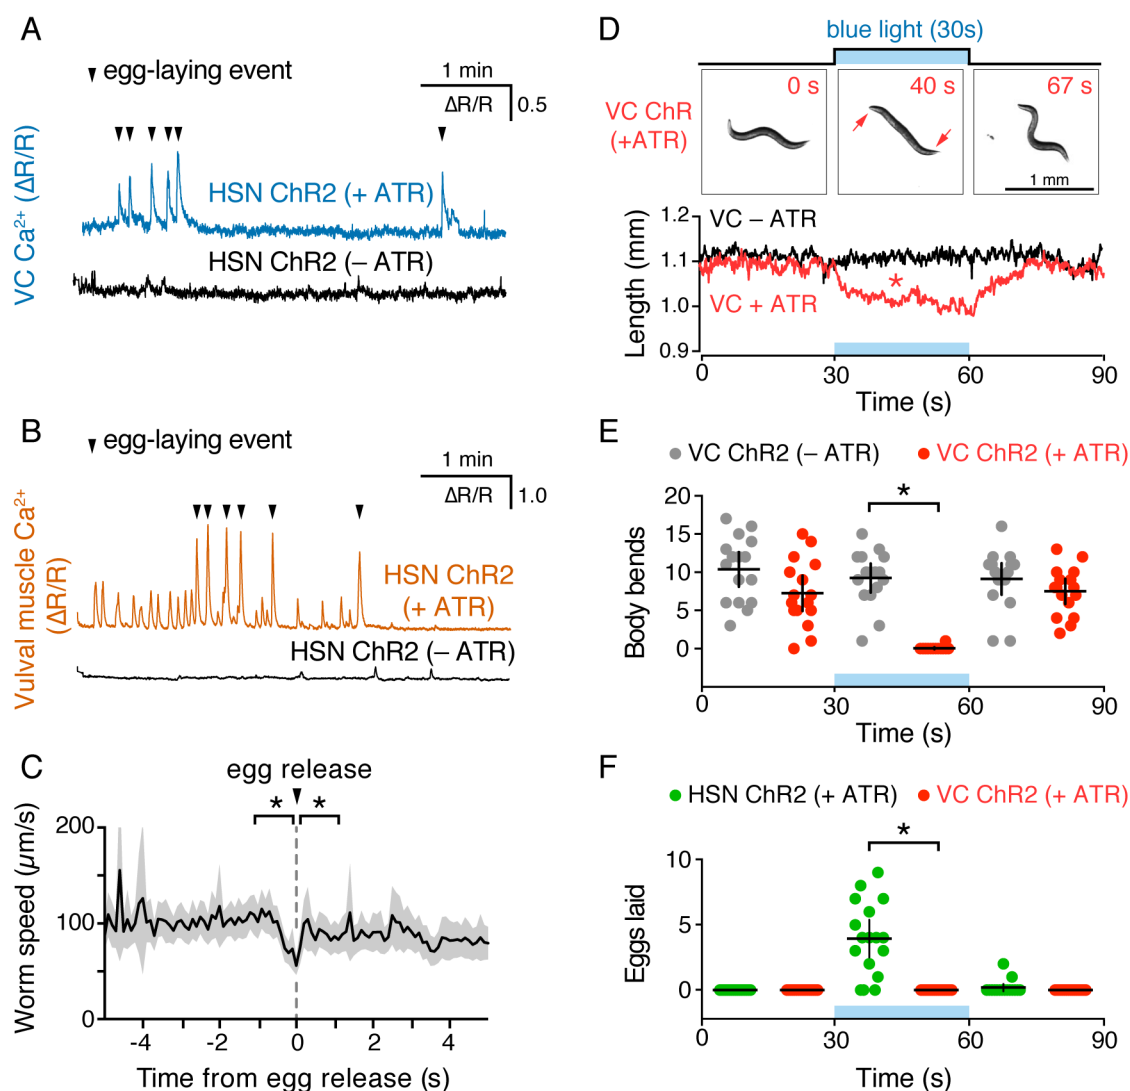 A
egg-laying event
1 min
ΔR/R
0.5
VC Ca²⁺ (ΔR/R)
HSN ChR2 (+ ATR)
HSN ChR2 (– ATR)
B
egg-laying event
1 min
ΔR/R
1.0
Vulval muscle Ca²⁺
(ΔR/R)
HSN ChR2
(+ ATR)
HSN ChR2 (– ATR)
C
egg release
*
*
Worm speed (µm/s)
200
100
0
-4
-2
0
2
4
Time from egg release (s)
D
blue light (30s)
VC ChR
(+ATR)
0 s
40 s
67 s
1 mm
Length (mm)
1.2
1.1
1.0
0.9
VC – ATR
*
VC + ATR
0
30
60
90
Time (s)
E
VC ChR2 (– ATR)
VC ChR2 (+ ATR)
*
Body bends
20
15
10
5
0
0
30
60
90
Time (s)
F
HSN ChR2 (+ ATR)
VC ChR2 (+ ATR)
*
Eggs laid
10
5
0
0
30
60
90
Time (s)